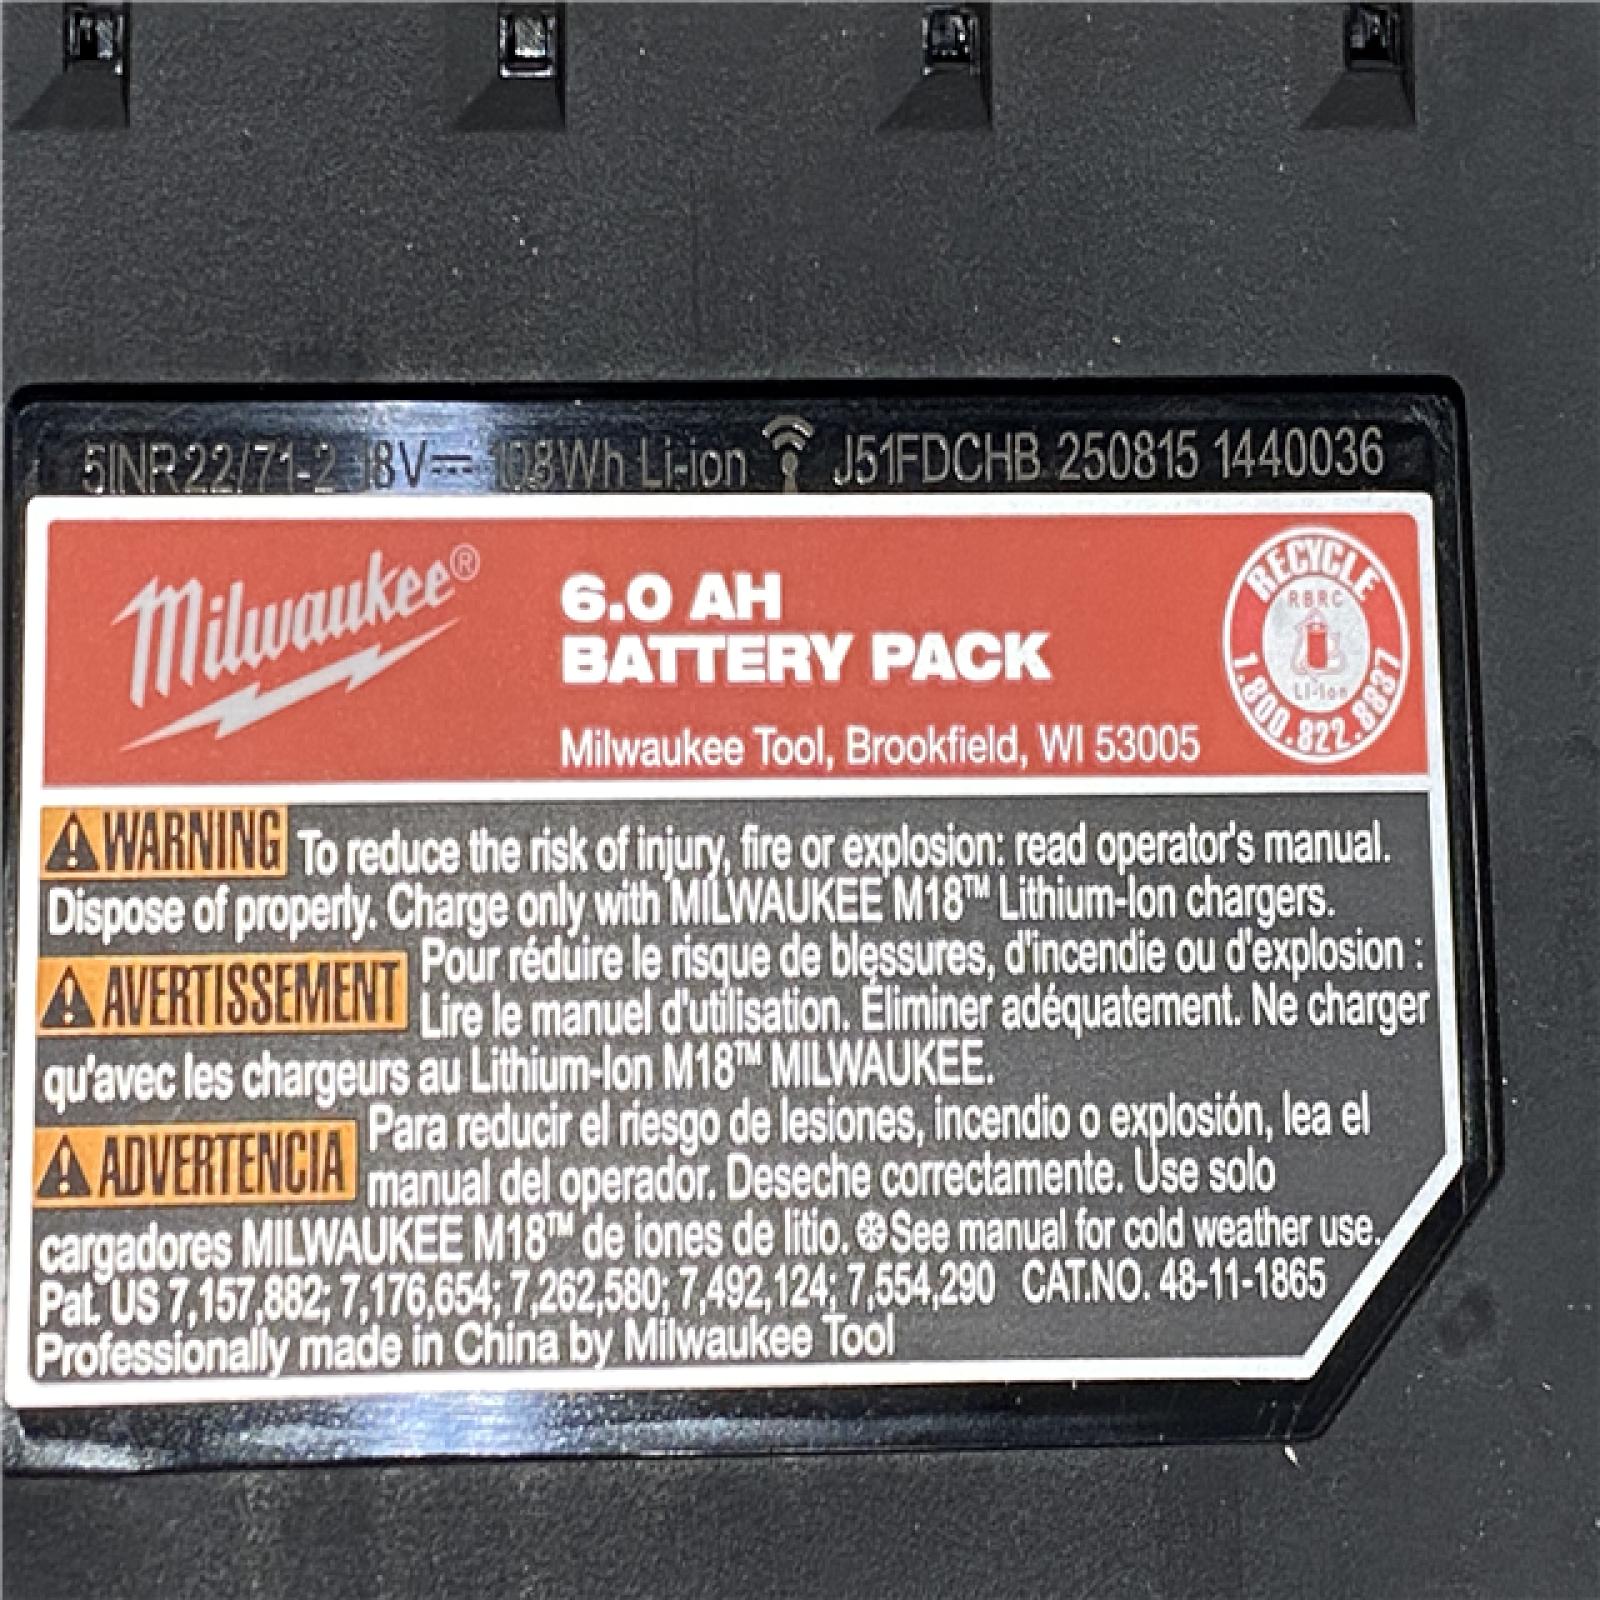 5INR22/71-2 18V 108Wh Li-ion J51FDCHB 250815 1440036
Milwaukee®
6.0 AH
BATTERY PACK
Milwaukee Tool, Brookfield, WI 53005
RECYCLE
RBRC
Li-Ion
1.800.822.8837
WARNING To reduce the risk of injury, fire or explosion: read operator's manual.
Dispose of properly. Charge only with MILWAUKEE M18™ Lithium-Ion chargers.
AVERTISSEMENT Pour réduire le risque de blessures, d'incendie ou d'explosion :
Lire le manuel d'utilisation. Éliminer adéquatement. Ne charger
qu'avec les chargeurs au Lithium-Ion M18™ MILWAUKEE.
ADVERTENCIA Para reducir el riesgo de lesiones, incendio o explosión, lea el
manual del operador. Deseche correctamente. Use solo
cargadores MILWAUKEE M18™ de iones de litio. ❄See manual for cold weather use.
Pat. US 7,157,882; 7,176,654; 7,262,580; 7,492,124; 7,554,290 CAT.NO. 48-11-1865
Professionally made in China by Milwaukee Tool